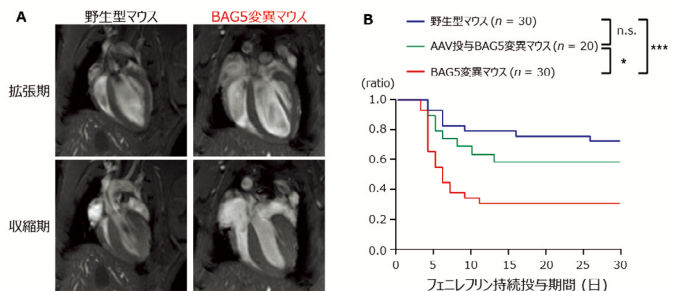 A
野生型マウス
BAG5変異マウス
拡張期
収縮期
B
野生型マウス (n = 30)
AAV投与BAG5変異マウス (n = 20)
BAG5変異マウス (n = 30)
n.s.
*
***
(ratio)
1.0
0.8
0.6
0.4
0.2
0.0
0 5 10 15 20 25 30
フェニレフリン持続投与期間 (日)